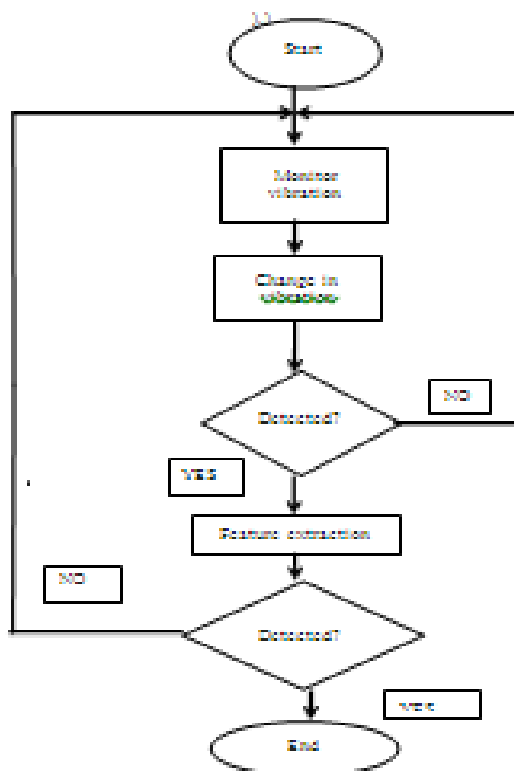 Start
Monitor
vibration
Change in
vibration
Detected?
NO
YES
Feature extraction
NO
Detected?
YES
End